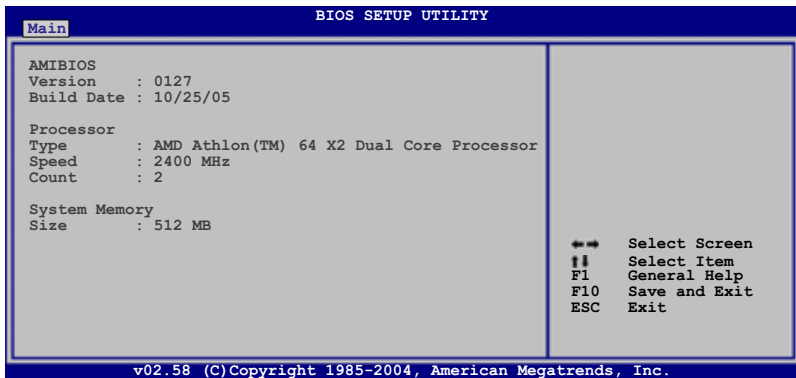 BIOS SETUP UTILITY
Main
AMIBIOS
Version : 0127
Build Date : 10/25/05
Processor
Type : AMD Athlon(TM) 64 X2 Dual Core Processor
Speed : 2400 MHz
Count : 2
System Memory
Size : 512 MB
←→ Select Screen
↑↓ Select Item
F1 General Help
F10 Save and Exit
ESC Exit
v02.58 (C)Copyright 1985-2004, American Megatrends, Inc.